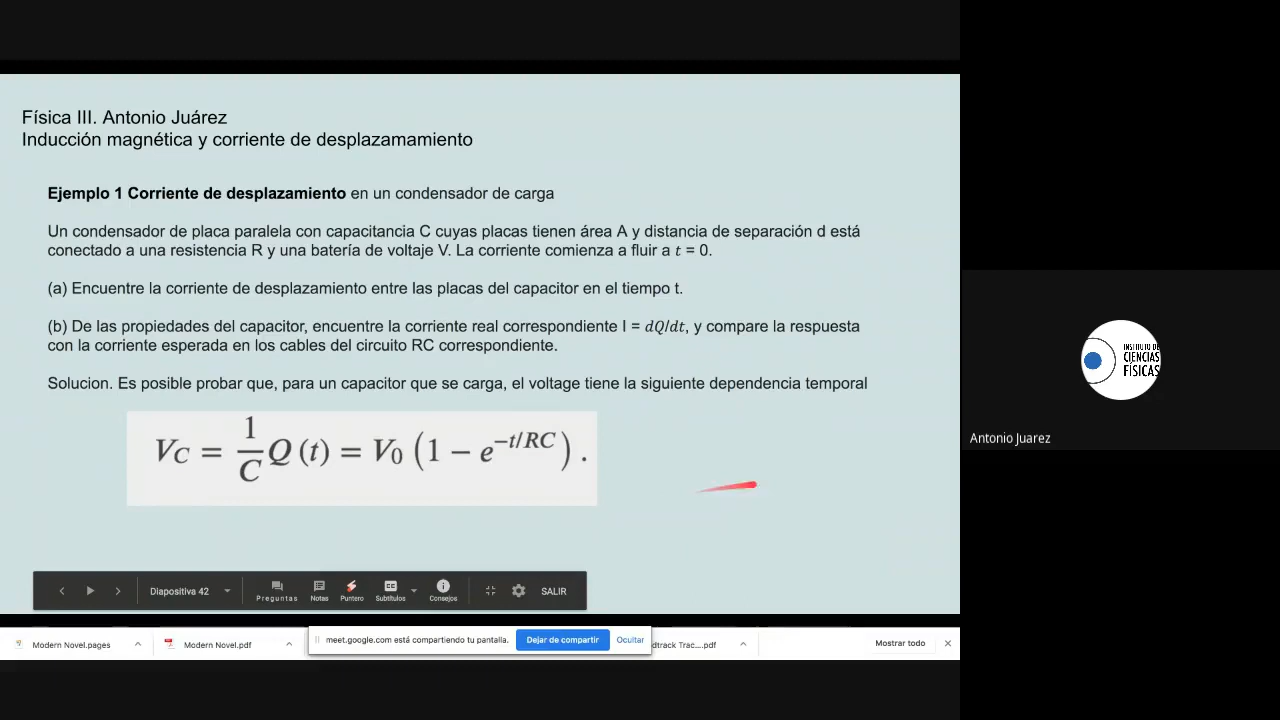 Física III. Antonio Juárez
Inducción magnética y corriente de desplazamamiento
Ejemplo 1 Corriente de desplazamiento en un condensador de carga
Un condensador de placa paralela con capacitancia C cuyas placas tienen área A y distancia de separación d está
conectado a una resistencia R y una batería de voltaje V. La corriente comienza a fluir a t = 0.
(a) Encuentre la corriente de desplazamiento entre las placas del capacitor en el tiempo t.
(b) De las propiedades del capacitor, encuentre la corriente real correspondiente I = dQ/dt, y compare la respuesta
con la corriente esperada en los cables del circuito RC correspondiente.
Solucion. Es posible probar que, para un capacitor que se carga, el voltage tiene la siguiente dependencia temporal
V_C = 1/C Q (t) = V_0 (1 − e^{−t/RC}) .
Diapositiva 42
Preguntas Notas Puntero Subtítulos Consejos
SALIR
Modern Novel.pages
Modern Novel.pdf
meet.google.com está compartiendo tu pantalla. Dejar de compartir Ocultar
dtrack Trac....pdf
Mostrar todo
INSTITUTO DE
CIENCIAS
FÍSICAS
Antonio Juarez